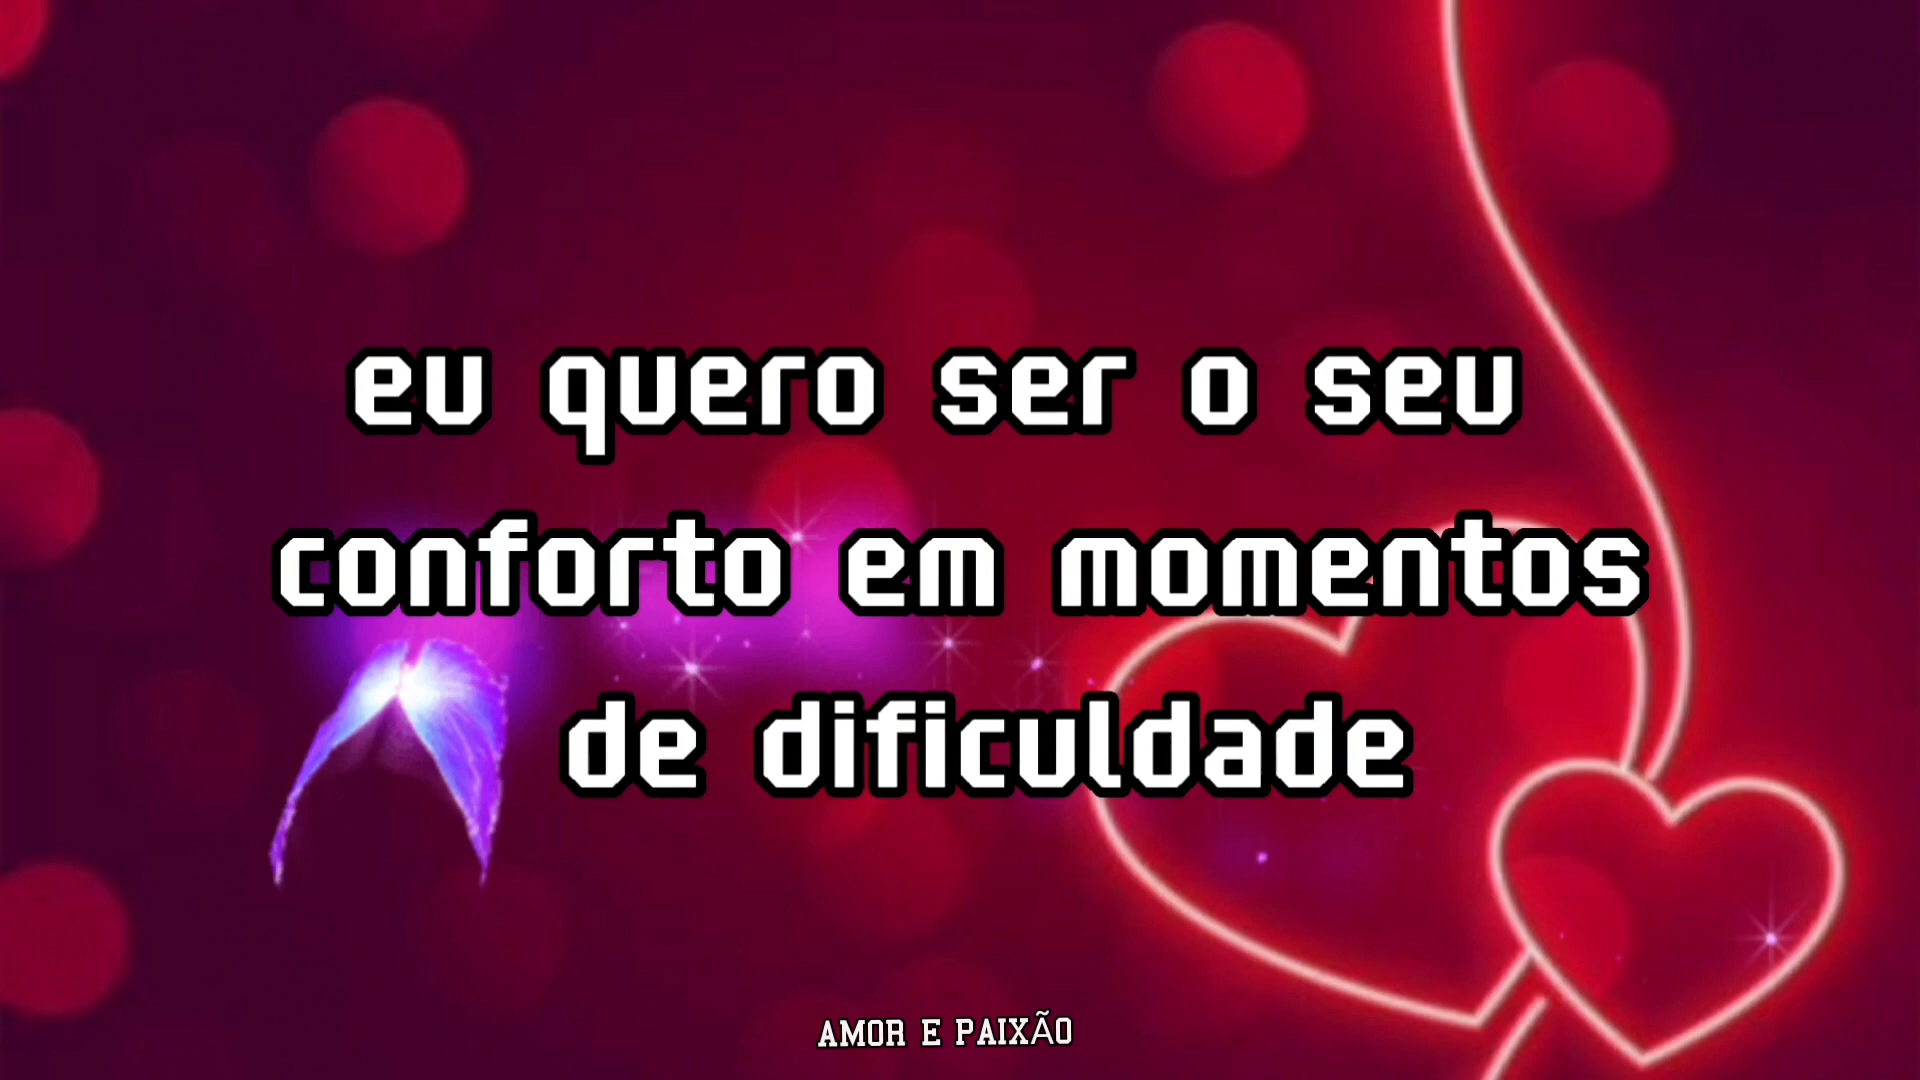 eu quero ser o seu
conforto em momentos
de dificuldade
AMOR E PAIXÃO